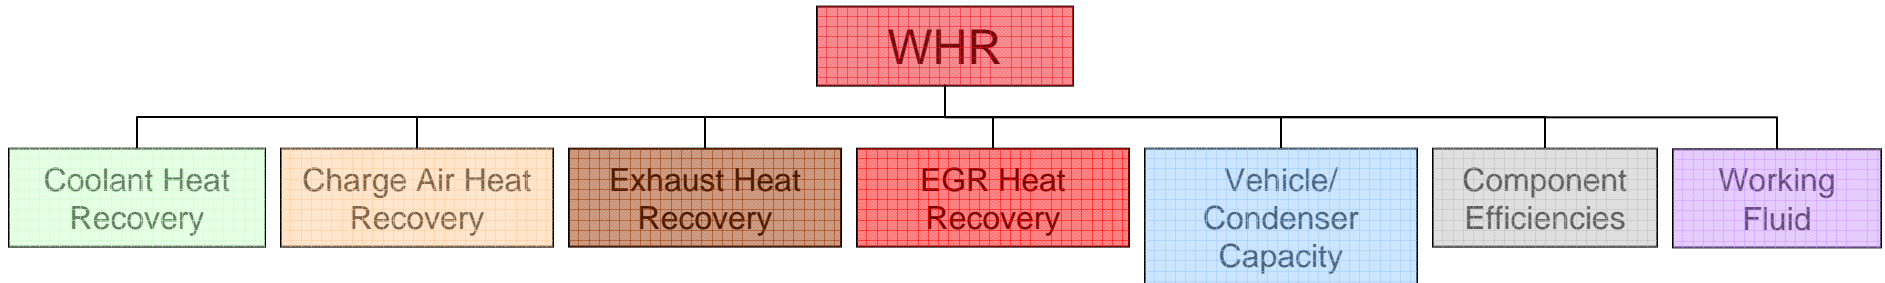 WHR
Coolant Heat
Recovery
Charge Air Heat
Recovery
Exhaust Heat
Recovery
EGR Heat
Recovery
Vehicle/
Condenser
Capacity
Component
Efficiencies
Working
Fluid